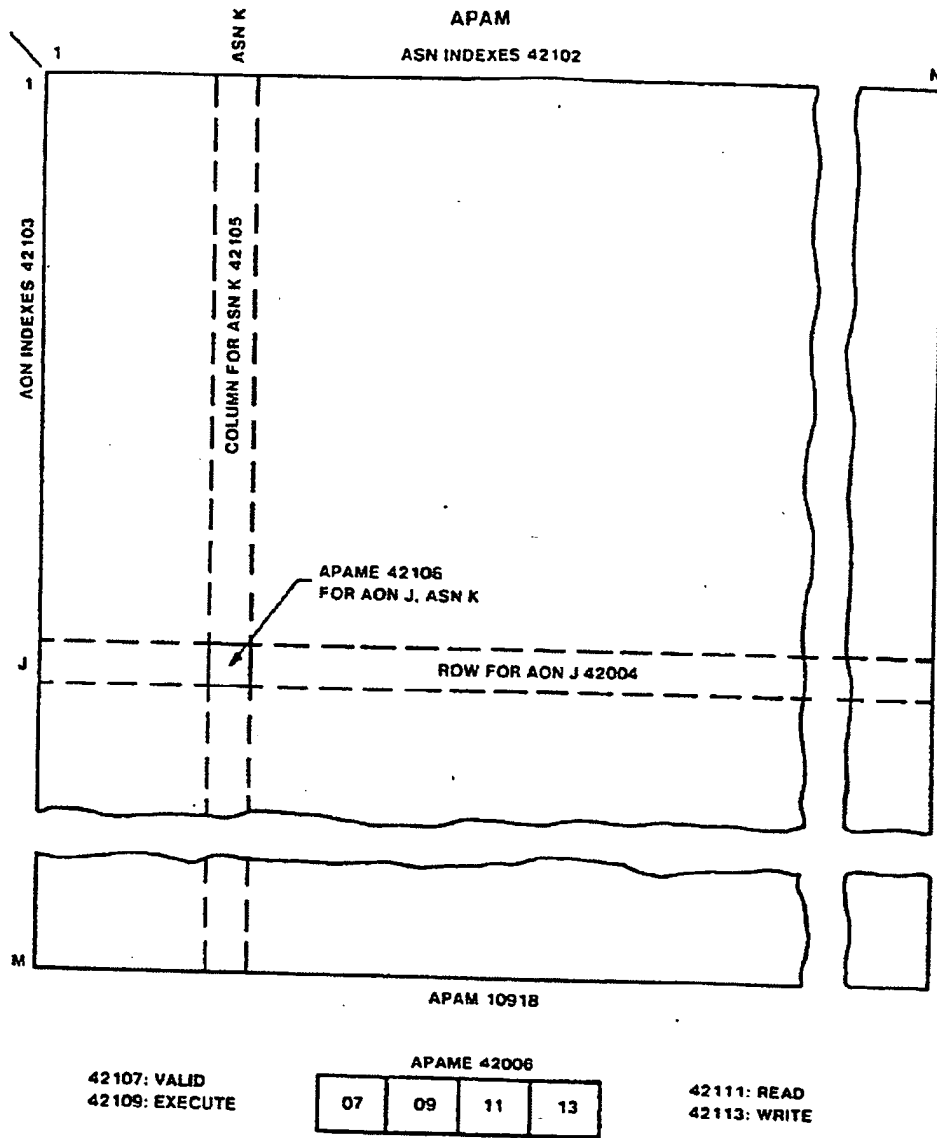 APAM
ASN K
1
ASN INDEXES 42102
N
1
AON INDEXES 42103
COLUMN FOR ASN K 42105
APAME 42106
FOR AON J, ASN K
J
ROW FOR AON J 42004
M
APAM 10918
APAME 42006
42107: VALID
42109: EXECUTE
07 09 11 13
42111: READ
42113: WRITE